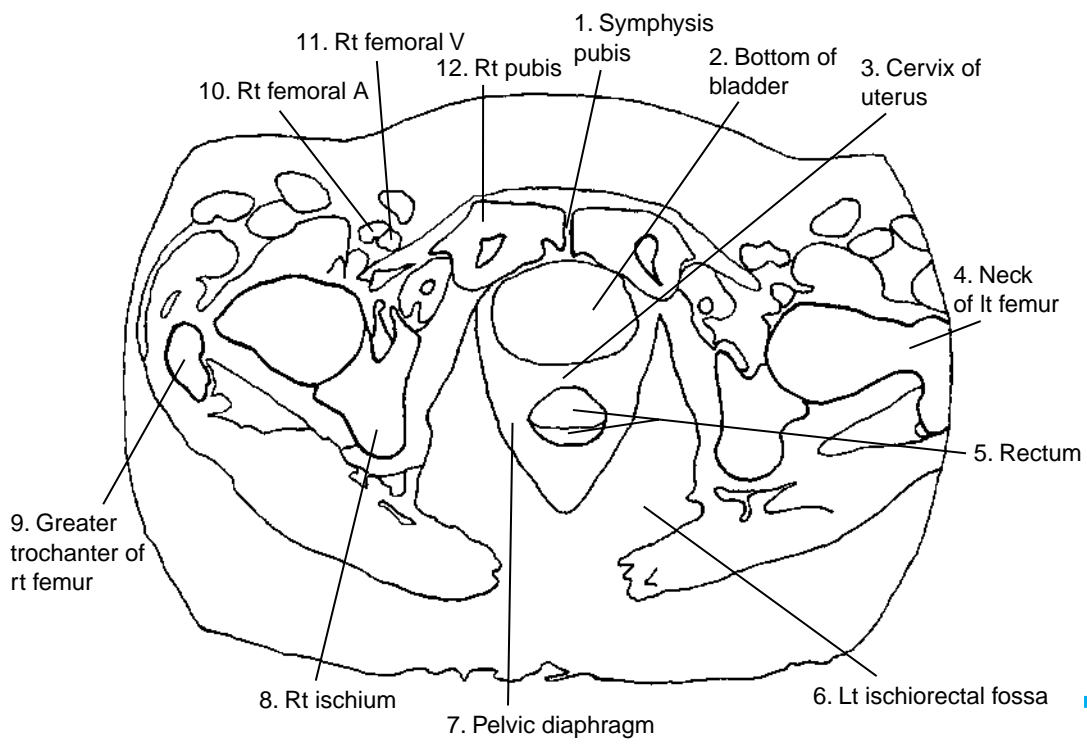 1. Symphysis
pubis
2. Bottom of
bladder
3. Cervix of
uterus
4. Neck
of lt femur
5. Rectum
6. Lt ischiorectal fossa
7. Pelvic diaphragm
8. Rt ischium
9. Greater
trochanter of
rt femur
10. Rt femoral A
11. Rt femoral V
12. Rt pubis